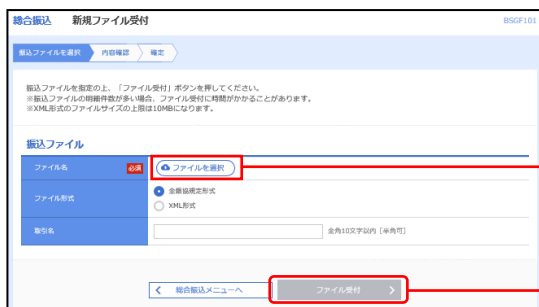 総合振込 新規ファイル受付 BSGF101
振込ファイルを選択 内容確認 確定
振込ファイルを指定の上、「ファイル受付」ボタンを押してください。
※振込ファイルの明細件数が多い場合、ファイル受付に時間がかかることがあります。
※XML形式のファイルサイズの上限は10MBになります。
振込ファイル
ファイル名 必須 ファイルを選択
ファイル形式 全銀協規定形式
XML形式
取引名 全角10文字以内 [半角可]
総合振込メニューへ ファイル受付